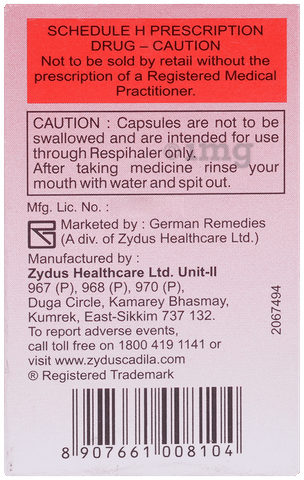 SCHEDULE H PRESCRIPTION
DRUG – CAUTION
Not to be sold by retail without the
prescription of a Registered Medical
Practitioner.
CAUTION : Capsules are not to be
swallowed and are intended for use
through Respihaler only.
After taking medicine rinse your
mouth with water and spit out.
Mfg. Lic. No. :
Marketed by : German Remedies
(A div. of Zydus Healthcare Ltd.)
Manufactured by :
Zydus Healthcare Ltd. Unit-II
967 (P), 968 (P), 970 (P),
Duga Circle, Kamarey Bhasmay,
Kumrek, East-Sikkim 737 132.
To report adverse events,
call toll free on 1800 419 1141 or
visit www.zyduscadila.com
® Registered Trademark
2067494
8 907661 008104